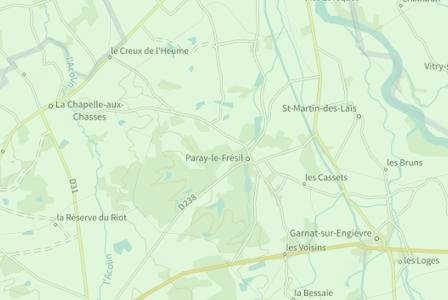 le Creux de l'Heume
l'Acolin
Vitry-s
La Chapelle-aux-
Chasses
St-Martin-des-Lais
Paray-le-Frésil
les Bruns
les Cassets
D31
D238
la Réserve du Riot
Garnat-sur-Engievre
les Voisins
l'Acolin
les Loges
la Bessaie